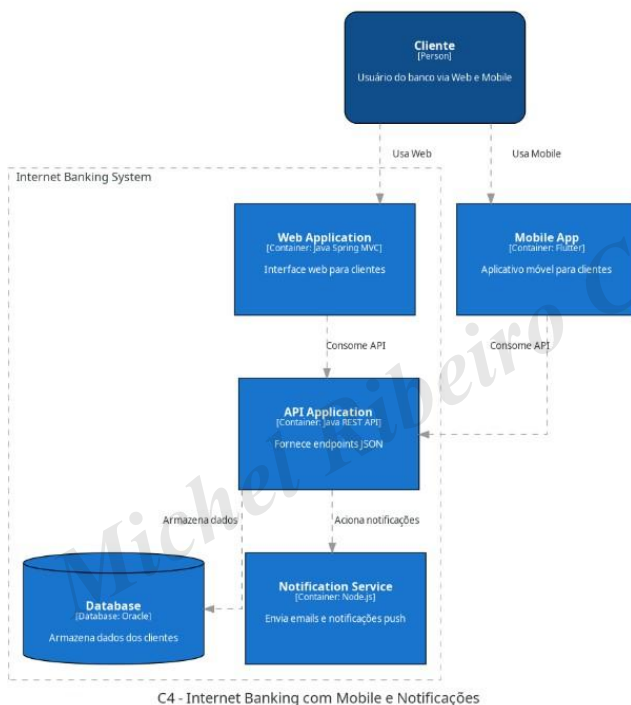 Cliente
[Person]
Usuário do banco via Web e Mobile
Usa Web
Usa Mobile
Internet Banking System
Web Application
[Container: Java Spring MVC]
Interface web para clientes
Mobile App
[Container: Flutter]
Aplicativo móvel para clientes
Consome API
Consome API
API Application
[Container: Java REST API]
Fornece endpoints JSON
Armazena dados
Aciona notificações
Database
[Database: Oracle]
Armazena dados dos clientes
Notification Service
[Container: Node.js]
Envia emails e notificações push
C4 - Internet Banking com Mobile e Notificações
Michel Ribeiro C